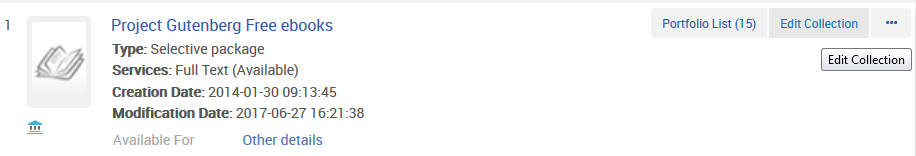 1
Project Gutenberg Free ebooks
Portfolio List (15) Edit Collection •••
Type: Selective package
Edit Collection
Services: Full Text (Available)
Creation Date: 2014-01-30 09:13:45
Modification Date: 2017-06-27 16:21:38
Available For Other details